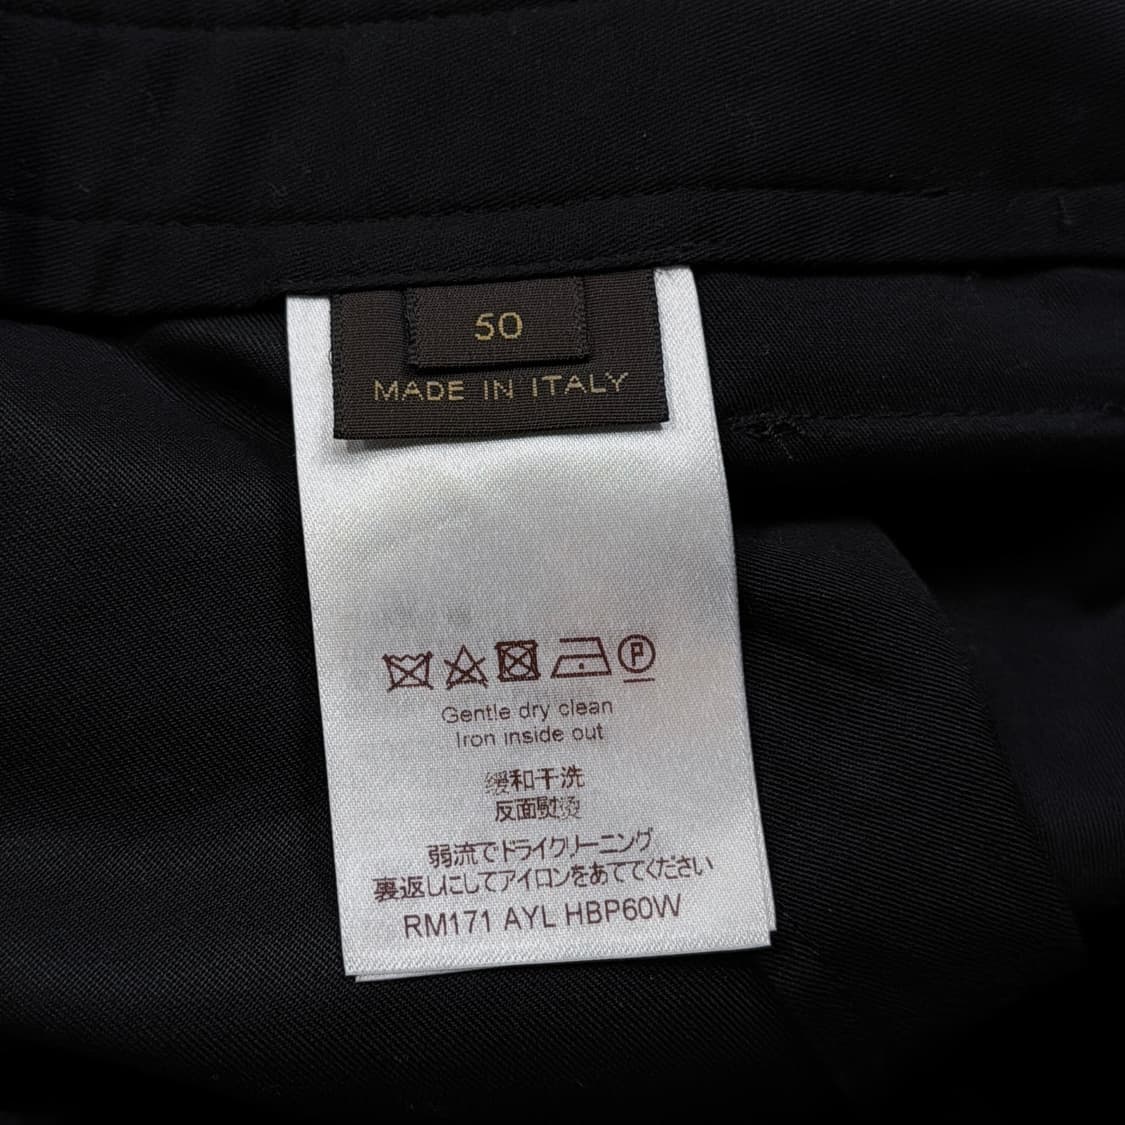 50
MADE IN ITALY
P
Gentle dry clean
Iron inside out
缓和干洗
反面熨烫
弱流でドライクリーニング
裏返しにしてアイロンをあててください
RM171 AYL HBP60W